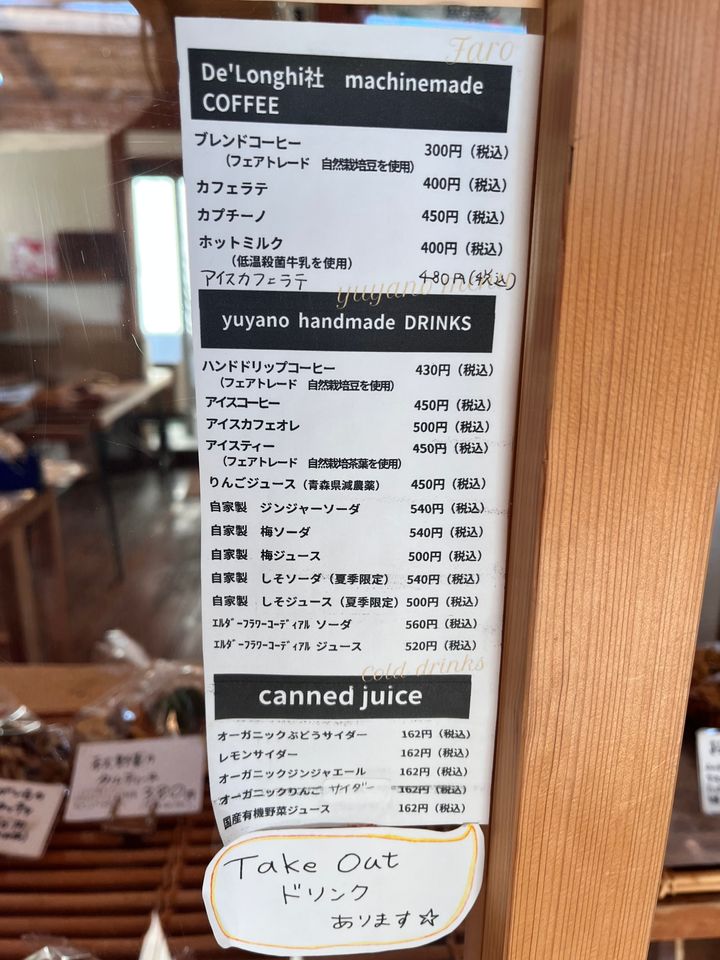 Faro
De'Longhi社 machinemade
COFFEE
ブレンドコーヒー 300円（税込）
（フェアトレード 自然栽培豆を使用）
カフェラテ 400円（税込）
カプチーノ 450円（税込）
ホットミルク 400円（税込）
（低温殺菌牛乳を使用）
アイスカフェラテ 480円(税込)
yuyano menu
yuyano handmade DRINKS
ハンドドリップコーヒー 430円（税込）
（フェアトレード 自然栽培豆を使用）
アイスコーヒー 450円（税込）
アイスカフェオレ 500円（税込）
アイスティー 450円（税込）
（フェアトレード 自然栽培茶葉を使用）
りんごジュース（青森県減農薬） 450円（税込）
自家製 ジンジャーソーダ 540円（税込）
自家製 梅ソーダ 540円（税込）
自家製 梅ジュース 500円（税込）
自家製 しそソーダ（夏季限定） 540円（税込）
自家製 しそジュース（夏季限定） 500円（税込）
ｴﾙﾀﾞｰﾌﾗﾜｰｺｰﾃﾞｨｱﾙ ソーダ 560円（税込）
ｴﾙﾀﾞｰﾌﾗﾜｰｺｰﾃﾞｨｱﾙ ジュース 520円（税込）
Cold drinks
canned juice
オーガニックぶどうサイダー 162円（税込）
レモンサイダー 162円（税込）
オーガニックジンジャエール 162円（税込）
オーガニックりんご サイダー 162円（税込）
国産有機野菜ジュース 162円（税込）
Take Out
ドリンク
あります☆